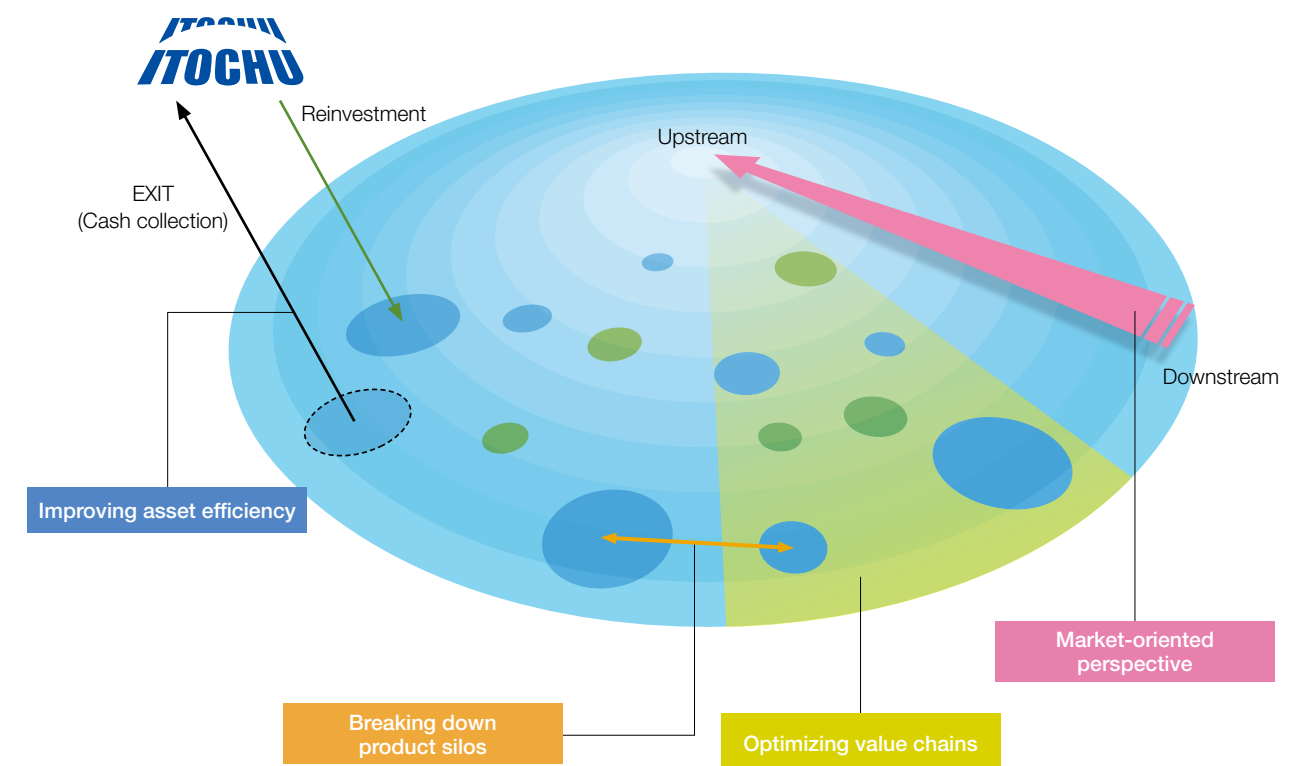 ITOCHU
ITOCHU
Reinvestment
Upstream
EXIT
(Cash collection)
Downstream
Improving asset efficiency
Market-oriented
perspective
Breaking down
product silos
Optimizing value chains